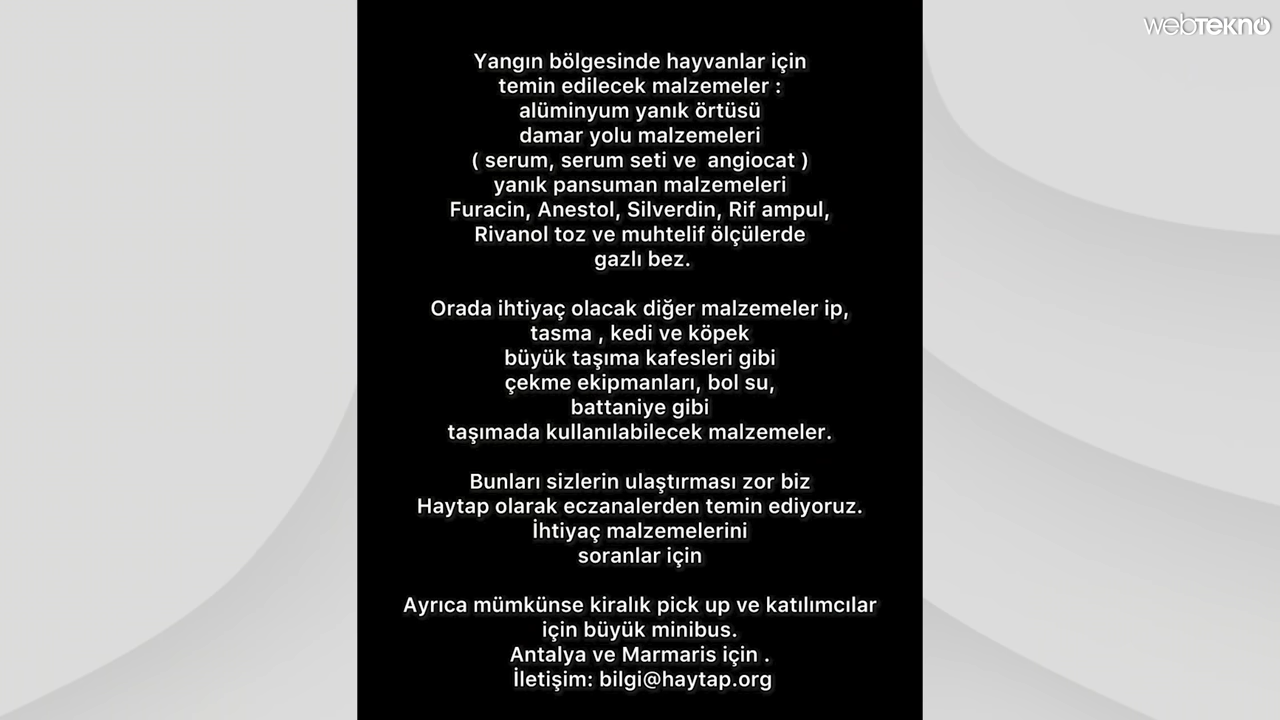 webTEKNO
Yangın bölgesinde hayvanlar için
temin edilecek malzemeler :
alüminyum yanık örtüsü
damar yolu malzemeleri
( serum, serum seti ve angiocat )
yanık pansuman malzemeleri
Furacin, Anestol, Silverdin, Rif ampul,
Rivanol toz ve muhtelif ölçülerde
gazlı bez.
Orada ihtiyaç olacak diğer malzemeler ip,
tasma , kedi ve köpek
büyük taşıma kafesleri gibi
çekme ekipmanları, bol su,
battaniye gibi
taşımada kullanılabilecek malzemeler.
Bunları sizlerin ulaştırması zor biz
Haytap olarak eczanalerden temin ediyoruz.
İhtiyaç malzemelerini
soranlar için
Ayrıca mümkünse kiralık pick up ve katılımcılar
için büyük minibus.
Antalya ve Marmaris için .
İletişim: bilgi@haytap.org